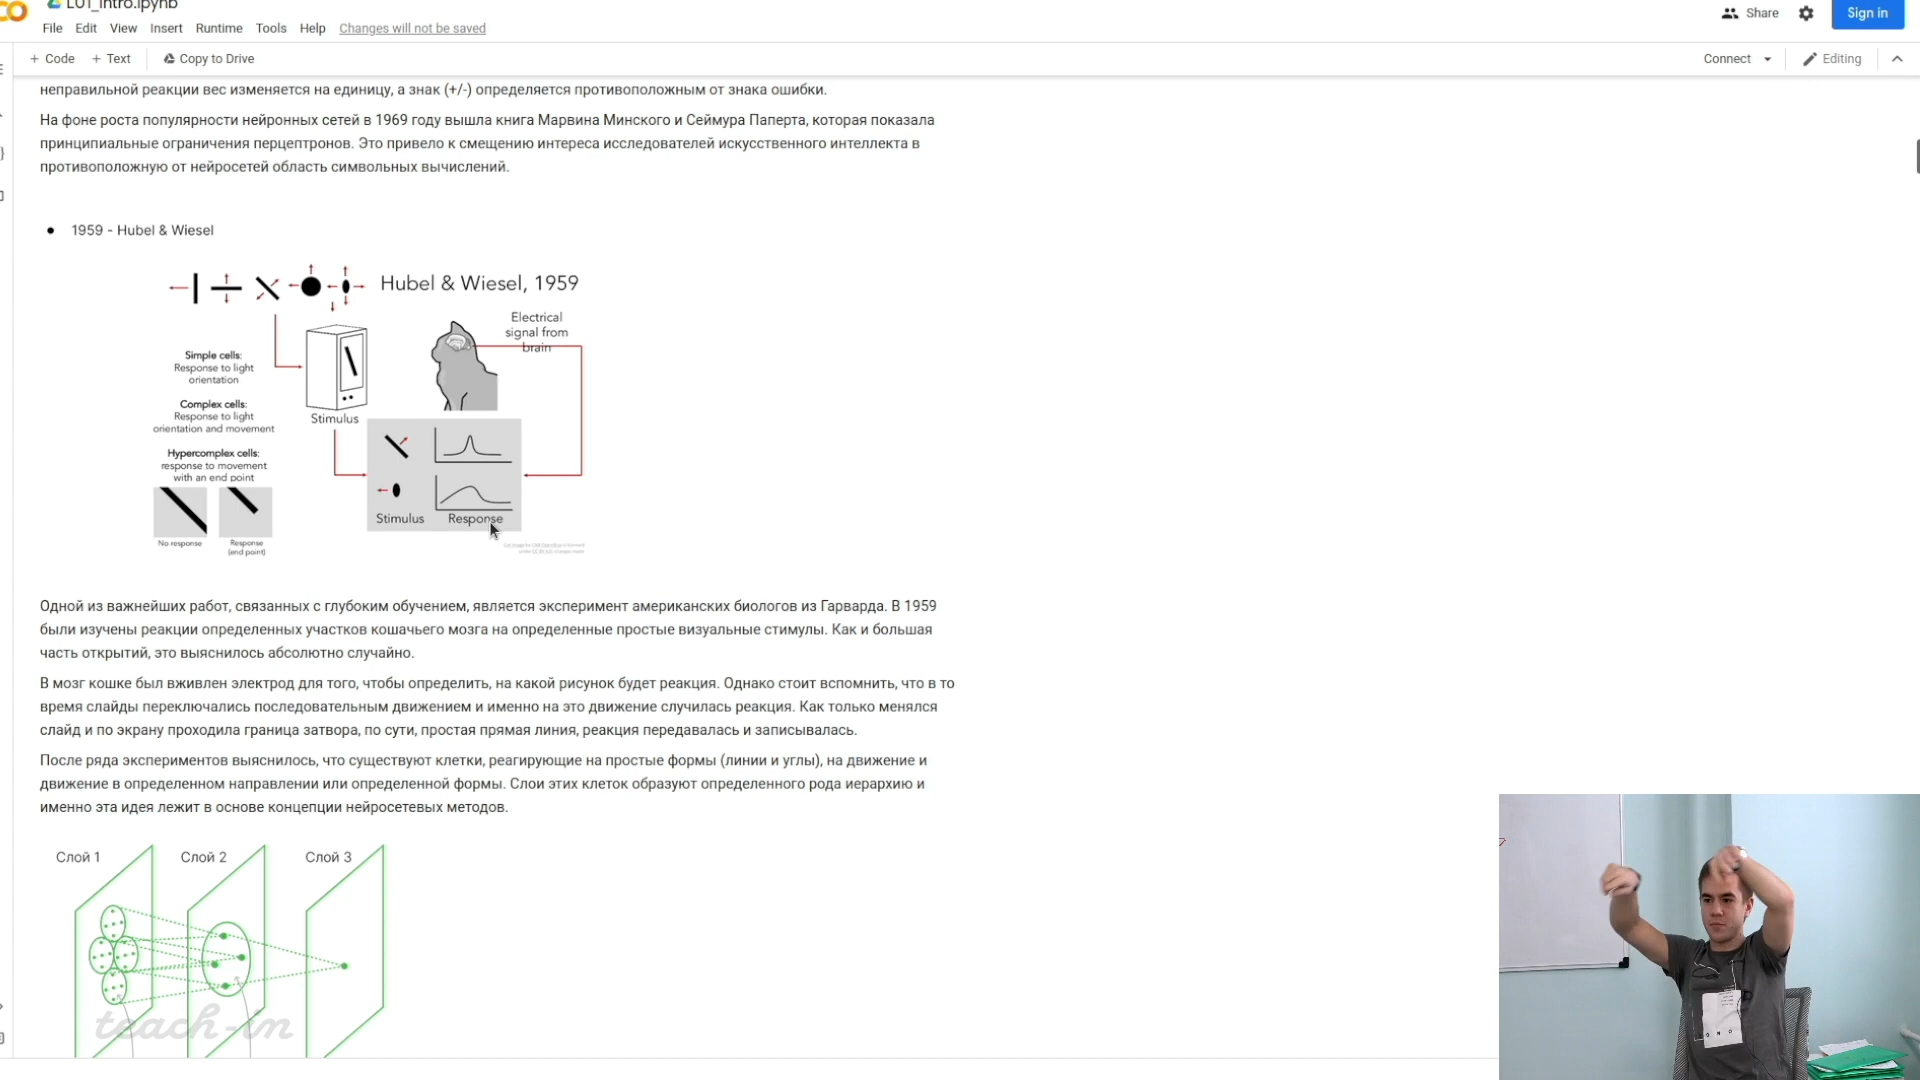 L01_Intro.ipynb
Share
Sign in
File Edit View Insert Runtime Tools Help Changes will not be saved
+ Code + Text Copy to Drive
Connect
Editing
неправильной реакции вес изменяется на единицу, а знак (+/-) определяется противоположным от знака ошибки.
На фоне роста популярности нейронных сетей в 1969 году вышла книга Марвина Минского и Сеймура Паперта, которая показала
принципиальные ограничения перцептронов. Это привело к смещению интереса исследователей искусственного интеллекта в
противоположную от нейросетей область символьных вычислений.
• 1959 - Hubel & Wiesel
Hubel & Wiesel, 1959
Electrical
signal from
brain
Simple cells:
Response to light
orientation
Complex cells:
Response to light
orientation and movement
Hypercomplex cells:
response to movement
with an end point
No response
Response
(end point)
Stimulus
Stimulus
Response
Одной из важнейших работ, связанных с глубоким обучением, является эксперимент американских биологов из Гарварда. В 1959
были изучены реакции определенных участков кошачьего мозга на определенные простые визуальные стимулы. Как и большая
часть открытий, это выяснилось абсолютно случайно.
В мозг кошке был вживлен электрод для того, чтобы определить, на какой рисунок будет реакция. Однако стоит вспомнить, что в то
время слайды переключались последовательным движением и именно на это движение случилась реакция. Как только менялся
слайд и по экрану проходила граница затвора, по сути, простая прямая линия, реакция передавалась и записывалась.
После ряда экспериментов выяснилось, что существуют клетки, реагирующие на простые формы (линии и углы), на движение и
движение в определенном направлении или определенной формы. Слои этих клеток образуют определенного рода иерархию и
именно эта идея лежит в основе концепции нейросетевых методов.
Слой 1 Слой 2 Слой 3
teach-in